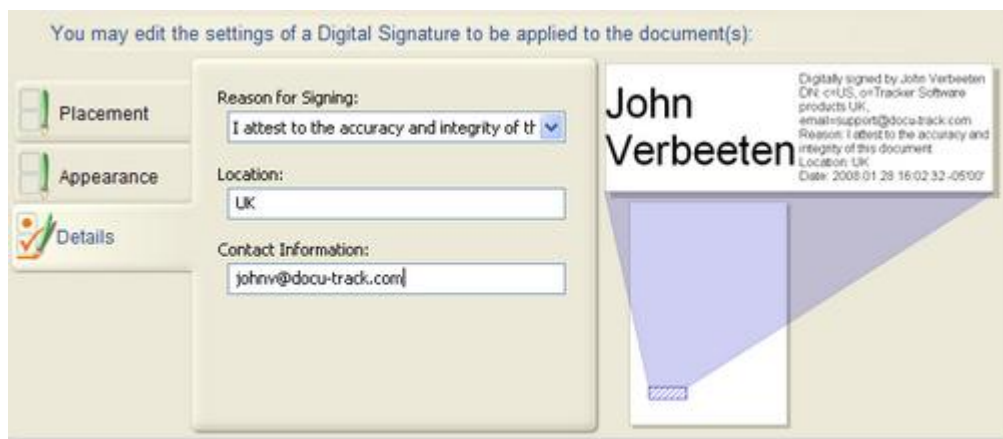 You may edit the settings of a Digital Signature to be applied to the document(s):
Placement
Appearance
Details
Reason for Signing:
I attest to the accuracy and integrity of th
Location:
UK
Contact Information:
johnv@docu-track.com
John
Verbeeten
Digitally signed by John Verbeeten
DN: c=US, o=Tracker Software
products UK,
email=support@docu-track.com
Reason: I attest to the accuracy and
integrity of this document
Location: UK
Date: 2008.01.28 16:02:32 -05'00'